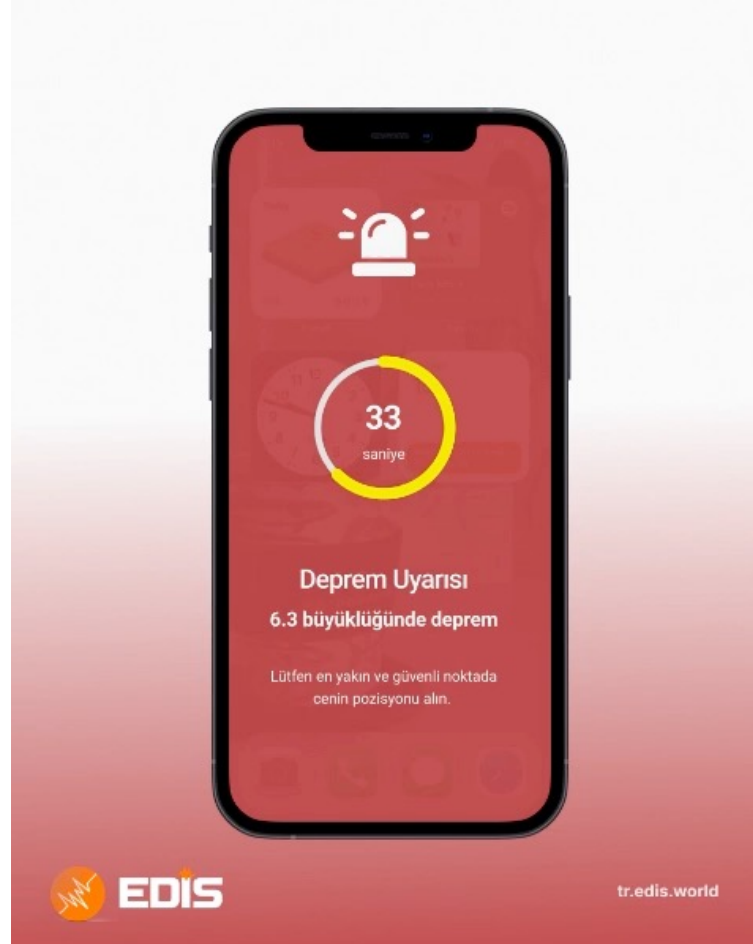 33
saniye
Deprem Uyarısı
6.3 büyüklüğünde deprem
Lütfen en yakın ve güvenli noktada
cenin pozisyonu alın.
EDİS
tr.edis.world